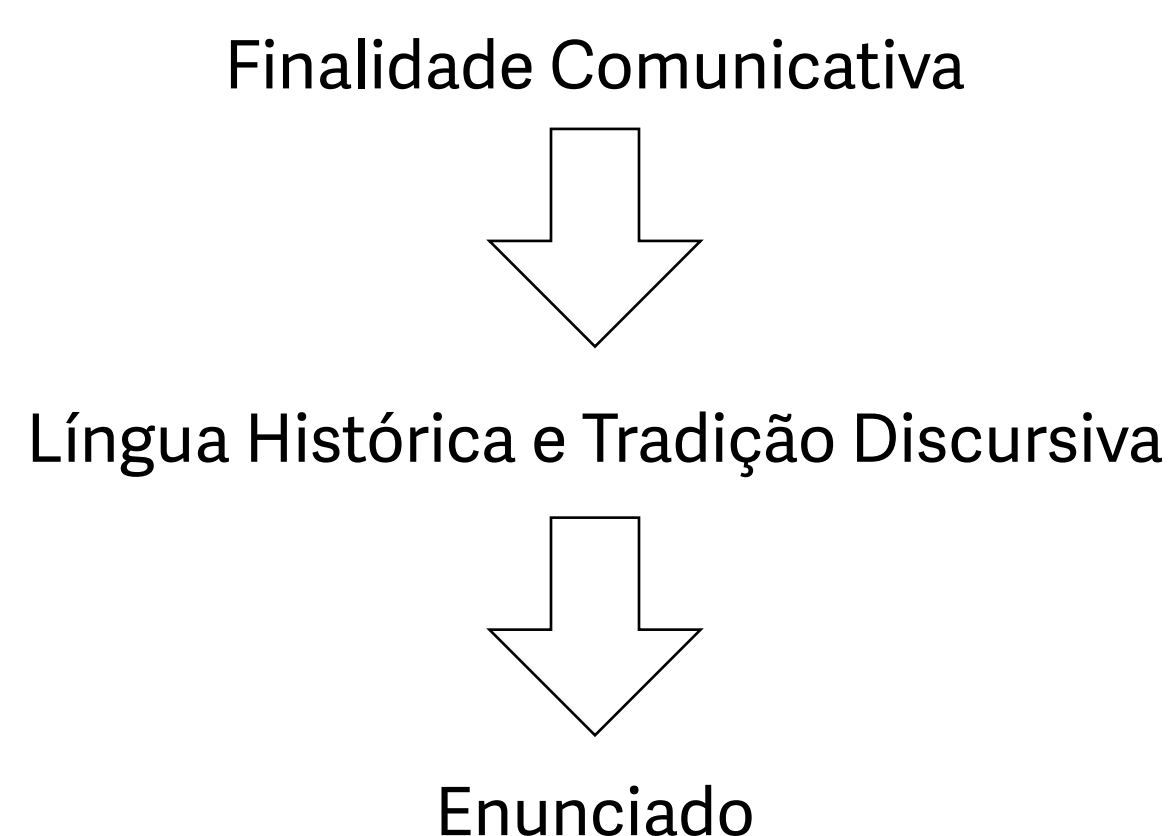 Finalidade Comunicativa
Língua Histórica e Tradição Discursiva
Enunciado